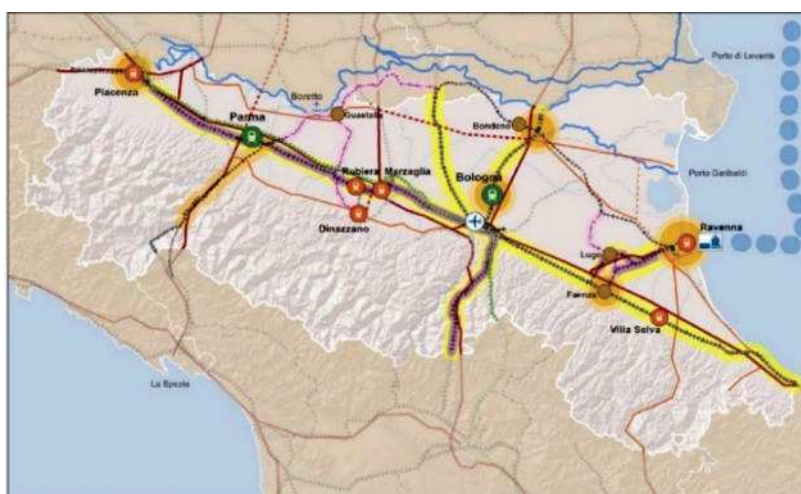 Porto di Levante
Piacenza
Boretto
Guastalla
Parma
Bondeno
Rubiera Marzaglia
Bologna
Porto Garibaldi
Dinazzano
Ravenna
Lugo
Faenza
Villa Selva
La Spezia